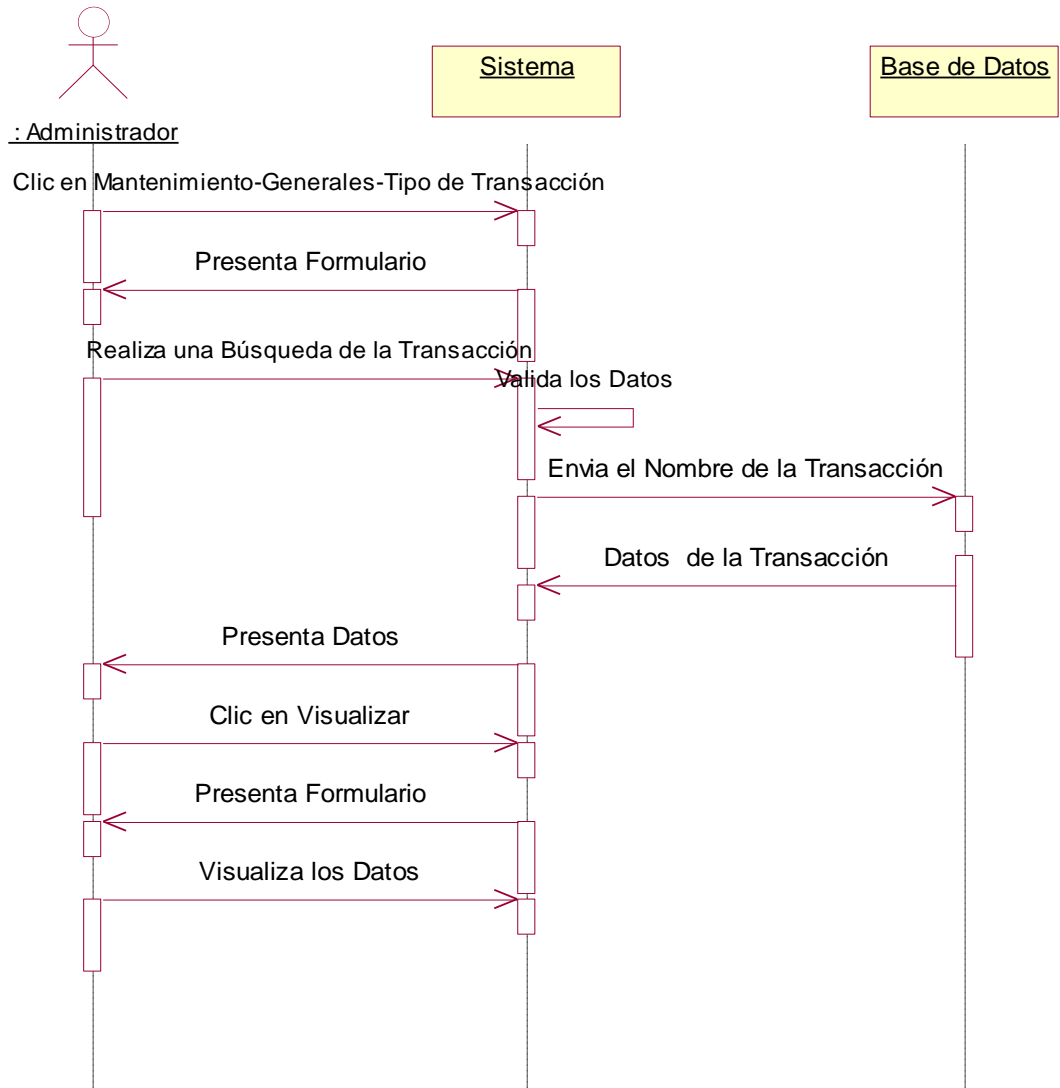 Sistema
Base de Datos
: Administrador
Clic en Mantenimiento-Generales-Tipo de Transacción
Presenta Formulario
Realiza una Búsqueda de la Transacción
Valida los Datos
Envia el Nombre de la Transacción
Datos de la Transacción
Presenta Datos
Clic en Visualizar
Presenta Formulario
Visualiza los Datos